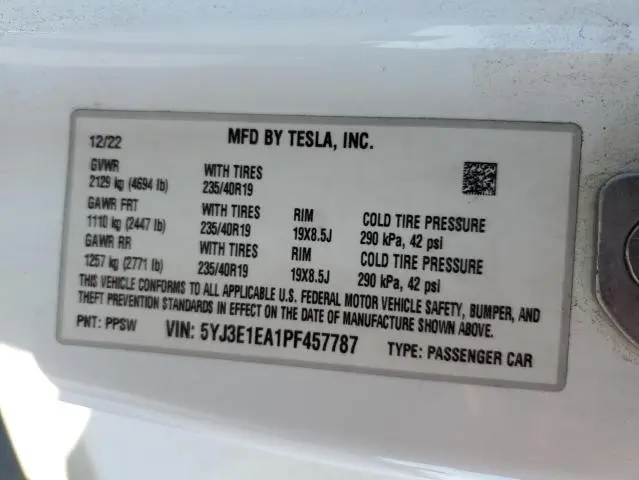 12/22 MFD BY TESLA, INC.
GVWR WITH TIRES
2129 kg (4694 lb) 235/40R19
GAWR FRT WITH TIRES RIM COLD TIRE PRESSURE
1110 kg (2447 lb) 235/40R19 19X8.5J 290 kPa, 42 psi
GAWR RR WITH TIRES RIM COLD TIRE PRESSURE
1257 kg (2771 lb) 235/40R19 19X8.5J 290 kPa, 42 psi
THIS VEHICLE CONFORMS TO ALL APPLICABLE U.S. FEDERAL MOTOR VEHICLE SAFETY, BUMPER, AND
THEFT PREVENTION STANDARDS IN EFFECT ON THE DATE OF MANUFACTURE SHOWN ABOVE.
PNT: PPSW VIN: 5YJ3E1EA1PF457787 TYPE: PASSENGER CAR